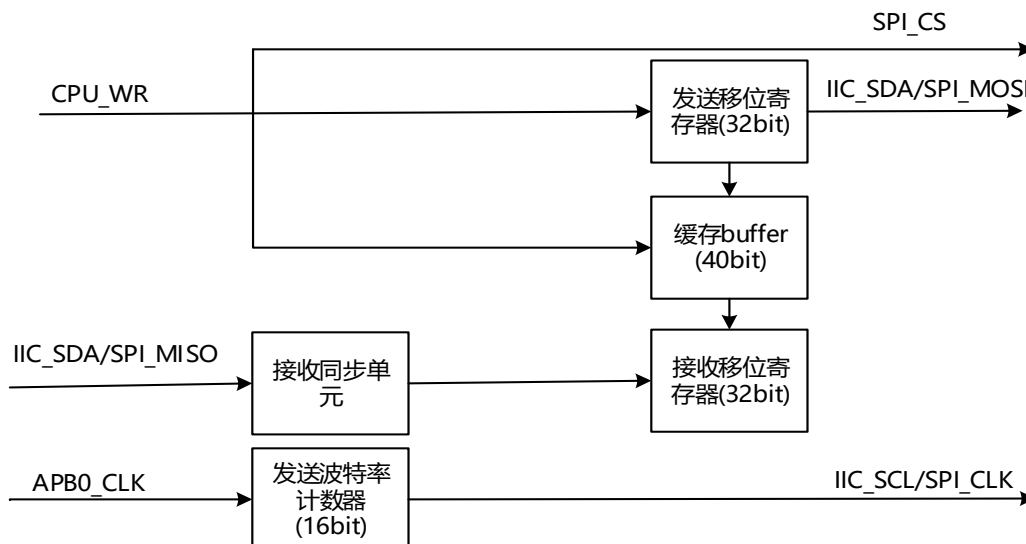 SPI_CS
CPU_WR
发送移位寄
存器(32bit)
IIC_SDA/SPI_MOSI
缓存buffer
(40bit)
IIC_SDA/SPI_MISO
接收同步单
元
接收移位寄
存器(32bit)
APB0_CLK
发送波特率
计数器
(16bit)
IIC_SCL/SPI_CLK